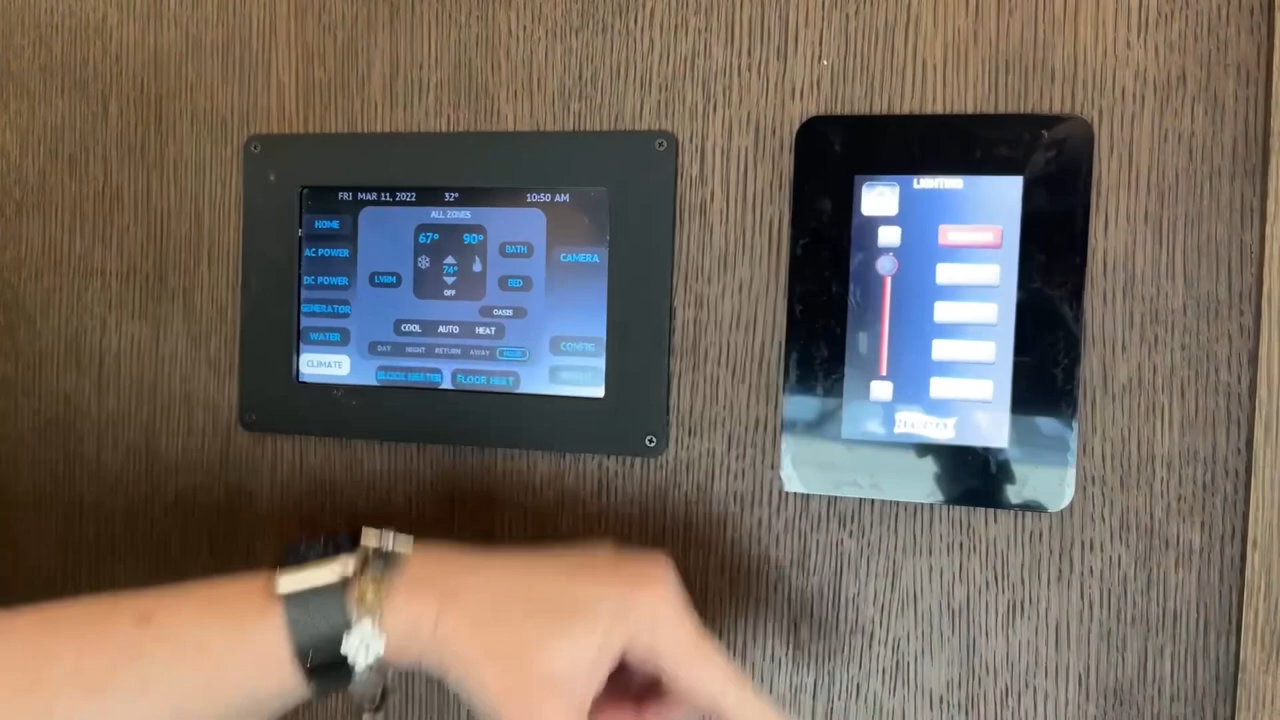 FRI MAR 11, 2022 32° 10:50 AM
ALL ZONES
HOME
67° 90°
BATH
AC POWER
CAMERA
74°
LVRM
DC POWER
BED
OFF
GENERATOR
OASIS
COOL AUTO HEAT
WATER
CONFIG
DAY NIGHT RETURN AWAY HOLD
CLIMATE
BLOCK HEATER FLOOR HEAT
LIGHTING
NEWMAR